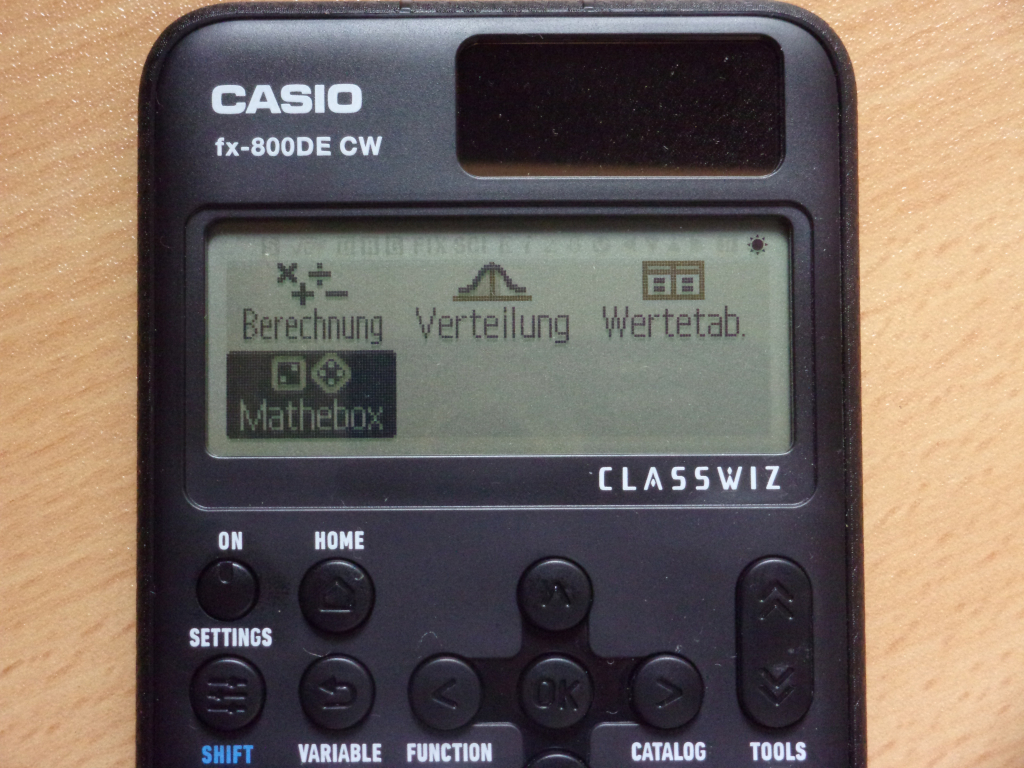 CASIO
fx-800DE CW
Berechnung Verteilung Wertetab.
Mathebox
CLASSWIZ
ON HOME
SETTINGS
OK
SHIFT VARIABLE FUNCTION CATALOG TOOLS